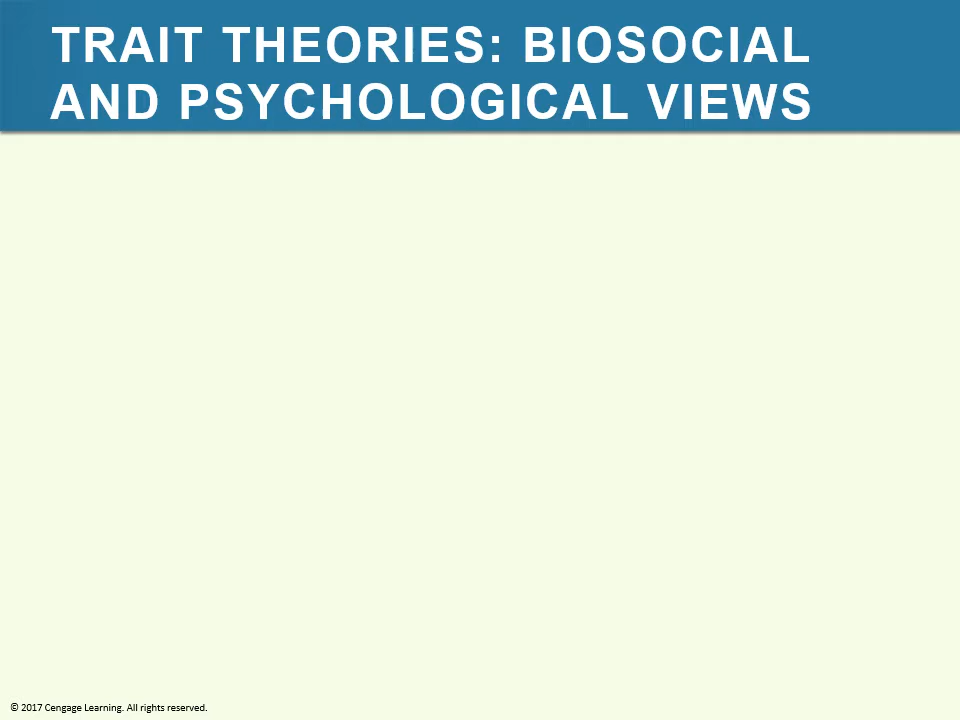 TRAIT THEORIES: BIOSOCIAL
AND PSYCHOLOGICAL VIEWS
© 2017 Cengage Learning. All rights reserved.